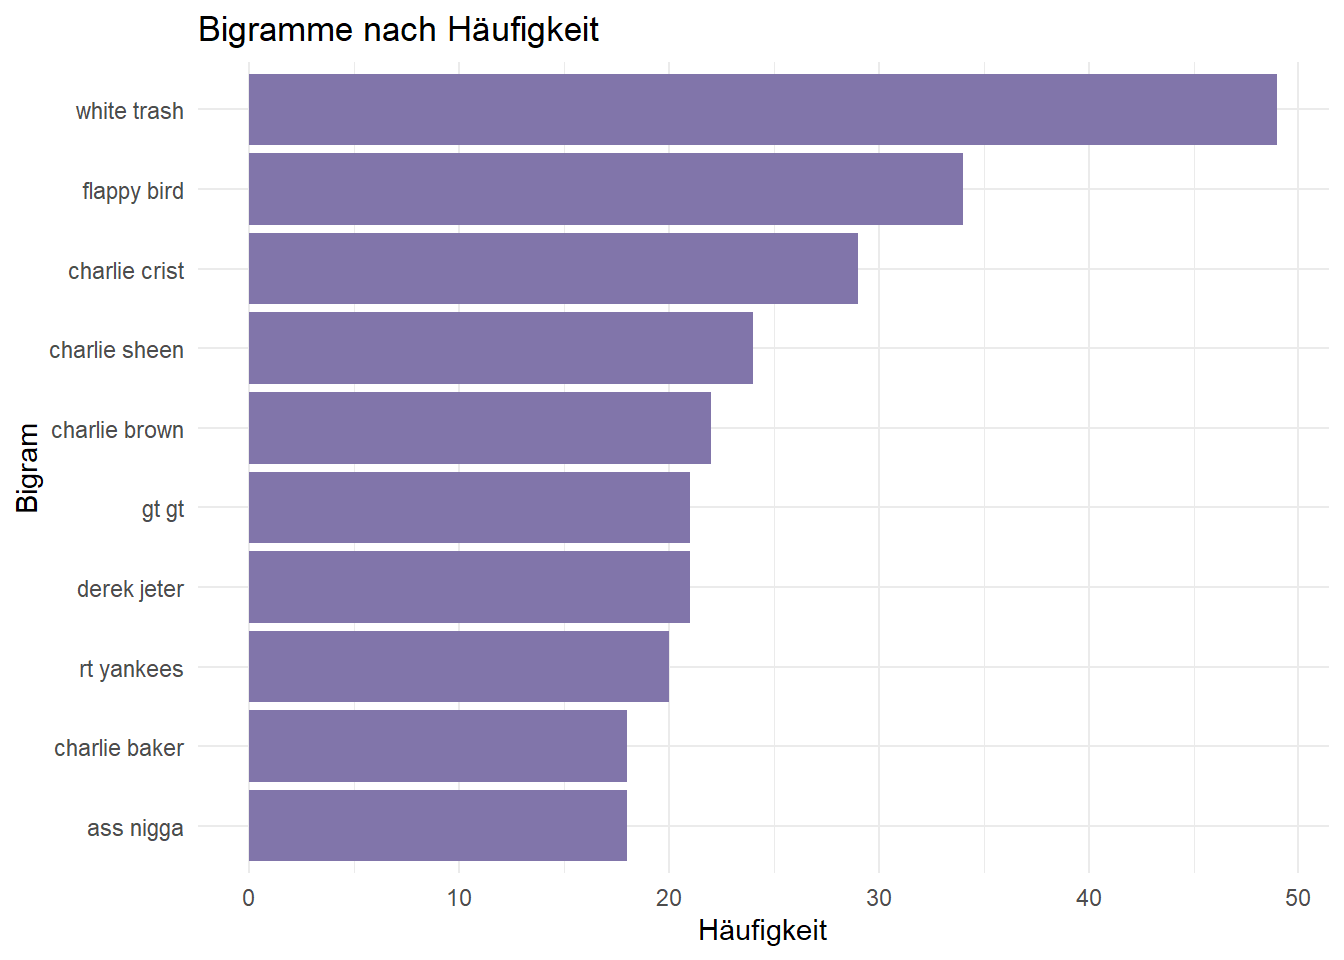 Bigramme nach Häufigkeit
white trash
flappy bird
charlie crist
charlie sheen
charlie brown
gt gt
derek jeter
rt yankees
charlie baker
ass nigga
Bigram
0 10 20 30 40 50
Häufigkeit